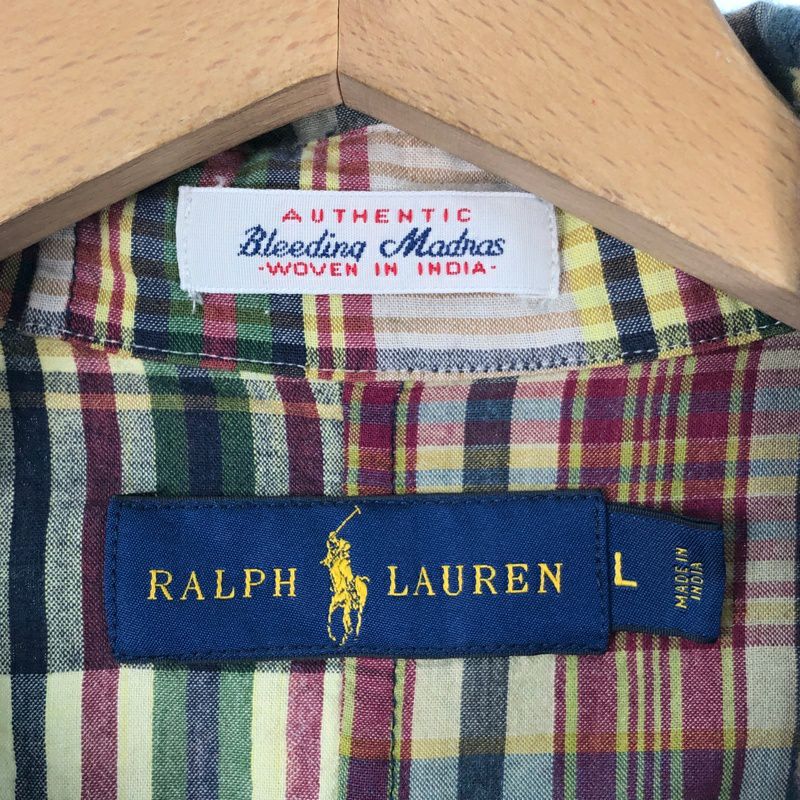 AUTHENTIC
Bleeding Madras
-WOVEN IN INDIA-
RALPH LAUREN
L
MADE IN
INDIA